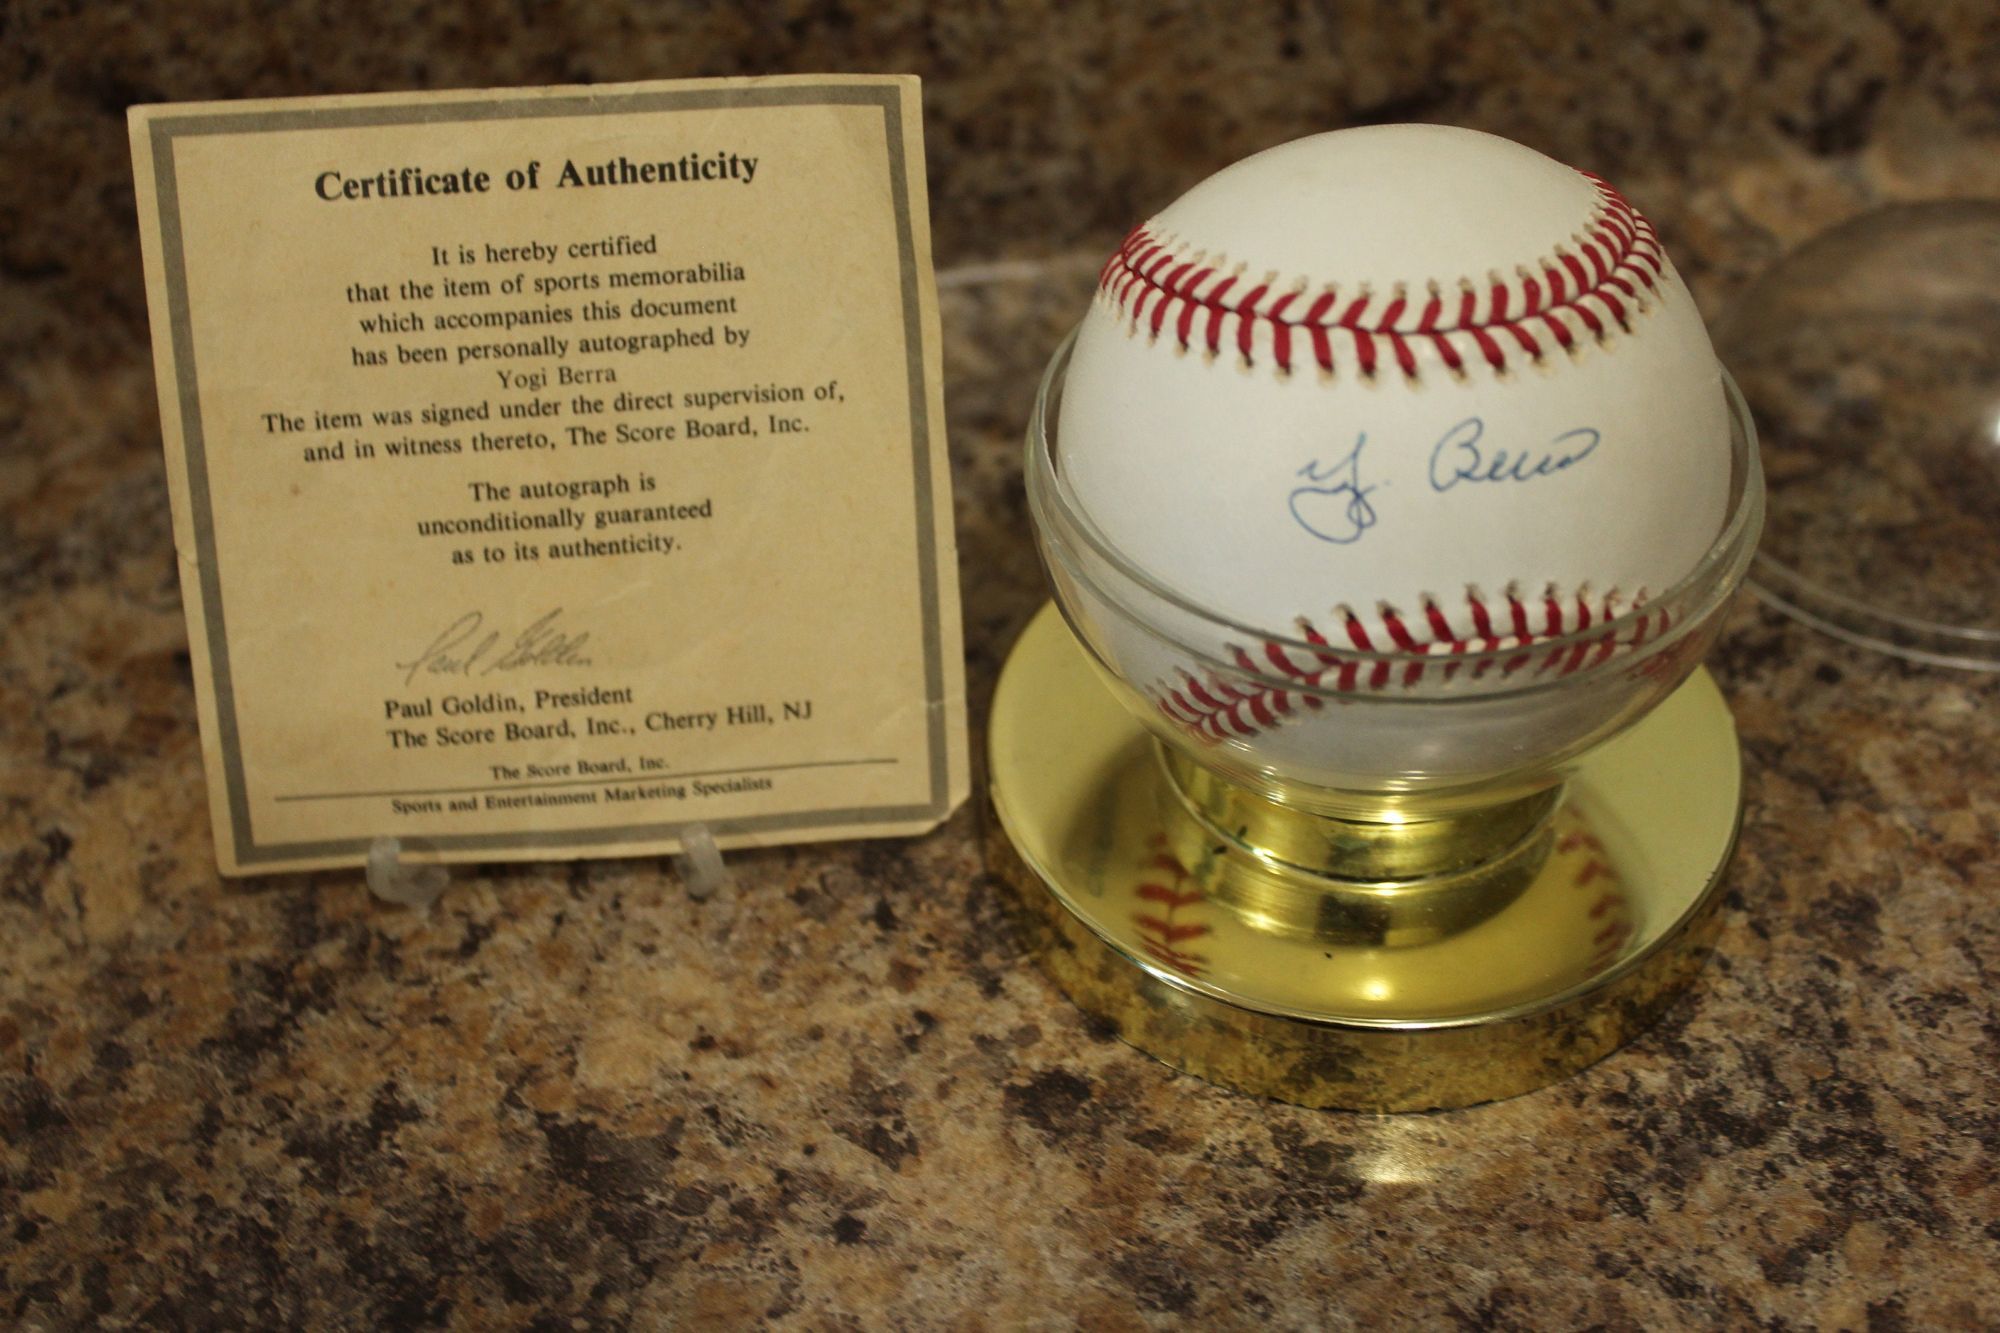 Certificate of Authenticity
It is hereby certified
that the item of sports memorabilia
which accompanies this document
has been personally autographed by
Yogi Berra
The item was signed under the direct supervision of,
and in witness thereto, The Score Board, Inc.
The autograph is
unconditionally guaranteed
as to its authenticity.
Paul Goldin
Paul Goldin, President
The Score Board, Inc., Cherry Hill, NJ
The Score Board, Inc.
Sports and Entertainment Marketing Specialists
Y. Berra